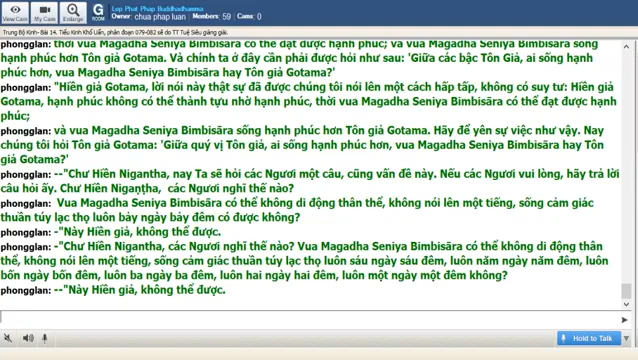 View Cam
My Cam
Enlarge
G
ROOM
Lop Phat Phap Buddhadhamma
Owner: chua phap luan   Members: 59   Cams: 0
Trung Bộ Kinh- Bài 14. Tiểu Kinh Khổ Uẩn, phân đoạn 079-082 sẽ do TT Tuệ Siêu giảng giải.
phongglan: thời vua Magadha Seniya Bimbisāra có thể đạt được hạnh phúc; và vua Magadha Seniya Bimbisāra sống
hạnh phúc hơn Tôn giả Gotama. Và chính ta ở đây cần phải được hỏi như sau: 'Giữa các bậc Tôn Giả, ai sống hạnh
phúc hơn, vua Magadha Seniya Bimbisāra hay Tôn giả Gotama?'
phongglan: "Hiền giả Gotama, lời nói này thật sự đã được chúng tôi nói lên một cách hấp tấp, không có suy tư: Hiền giả
Gotama, hạnh phúc không có thể thành tựu nhờ hạnh phúc, thời vua Magadha Seniya Bimbisāra có thể đạt được hạnh
phúc;
phongglan: và vua Magadha Seniya Bimbisāra sống hạnh phúc hơn Tôn giả Gotama. Hãy để yên sự việc như vậy. Nay
chúng tôi hỏi Tôn giả Gotama: 'Giữa quý vị Tôn giả, ai sống hạnh phúc hơn, vua Magadha Seniya Bimbisāra hay Tôn
giả Gotama?'
phongglan: --"Chư Hiền Nigantha, nay Ta sẽ hỏi các Ngươi một câu, cũng vấn đề này. Nếu các Ngươi vui lòng, hãy trả lời
câu hỏi ấy. Chư Hiền Nigaṇṭha, các Ngươi nghĩ thế nào?
phongglan: Vua Magadha Seniya Bimbisāra có thể không di động thân thể, không nói lên một tiếng, sống cảm giác
thuần túy lạc thọ luôn bảy ngày bảy đêm có được không?
phongglan: -"Này Hiền giả, không thể được.
phongglan: -"Chư Hiền Nigantha, các Ngươi nghĩ thế nào? Vua Magadha Seniya Bimbisāra có thể không di động thân
thể, không nói lên một tiếng, sống cảm giác thuần túy lạc thọ luôn sáu ngày sáu đêm, luôn năm ngày năm đêm, luôn
bốn ngày bốn đêm, luôn ba ngày ba đêm, luôn hai ngày hai đêm, luôn một ngày một đêm không?
phongglan: --"Này Hiền giả, không thể được.
Hold to Talk